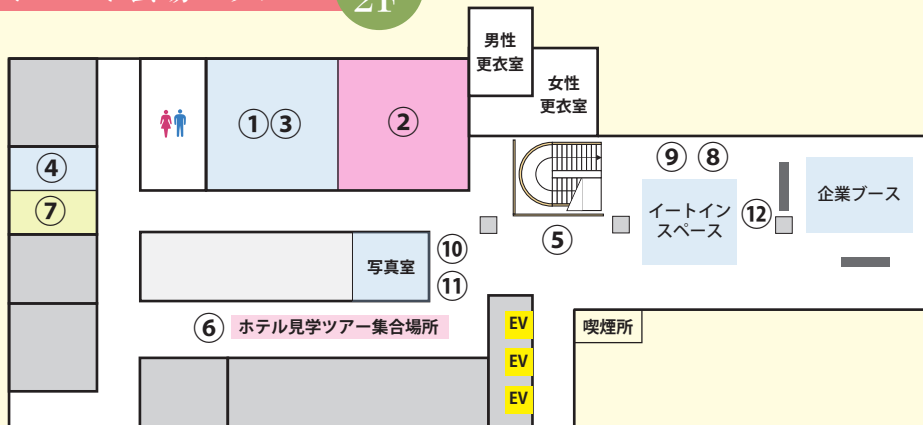 2F
男性
更衣室
女性
更衣室
①③
②
④
⑦
⑨ ⑧
イートイン
スペース
⑫
企業ブース
⑤
写真室
⑩
⑪
⑥ ホテル見学ツアー集合場所
EV
EV
EV
喫煙所